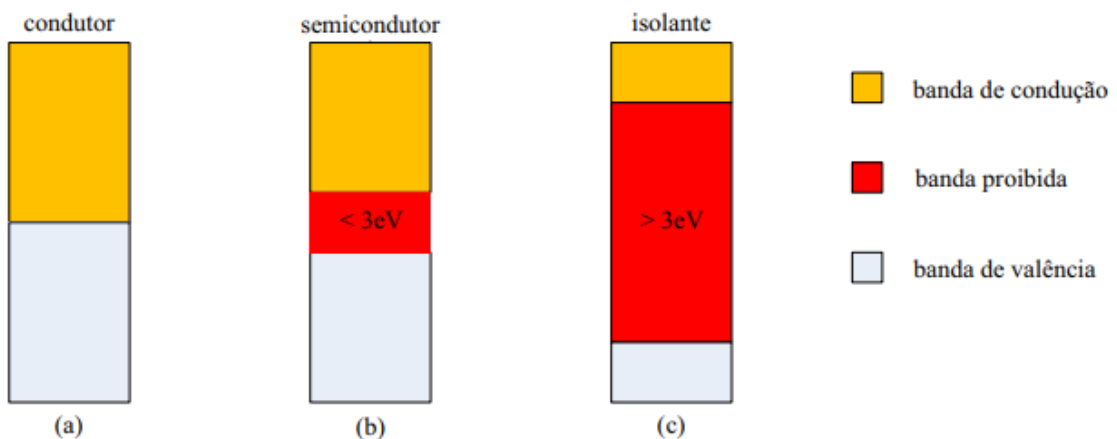 condutor
semicondutor
isolante
banda de condução
banda proibida
< 3eV
> 3eV
banda de valência
(a)
(b)
(c)